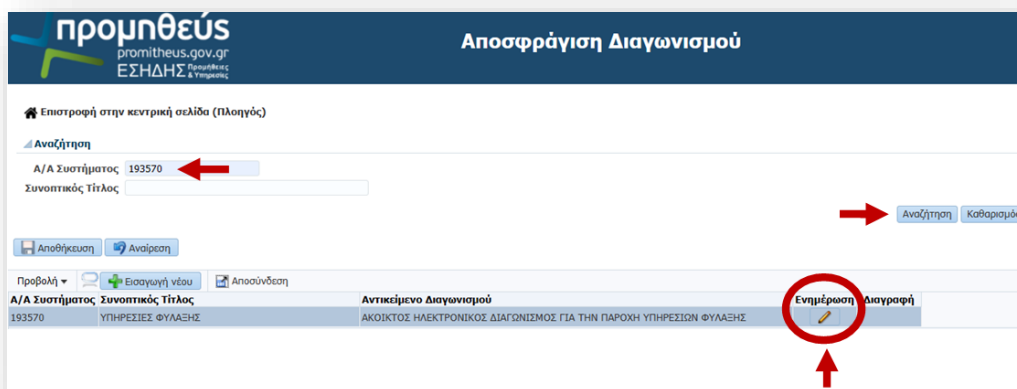 προμηθεύς
promitheus.gov.gr
ΕΣΗΔΗΣ Προμήθειες & Υπηρεσίες
Αποσφράγιση Διαγωνισμού
Επιστροφή στην κεντρική σελίδα (Πλοηγός)
Αναζήτηση
Α/Α Συστήματος 193570
Συνοπτικός Τίτλος
Αναζήτηση Καθαρισμός
Αποθήκευση Αναίρεση
Προβολή Εισαγωγή νέου Αποσύνδεση
Α/Α Συστήματος Συνοπτικός Τίτλος Αντικείμενο Διαγωνισμού Ενημέρωση Διαγραφή
193570 ΥΠΗΡΕΣΙΕΣ ΦΥΛΑΞΗΣ ΑΚΟΙΚΤΟΣ ΗΛΕΚΤΡΟΝΙΚΟΣ ΔΙΑΓΩΝΙΣΜΟΣ ΓΙΑ ΤΗΝ ΠΑΡΟΧΗ ΥΠΗΡΕΣΙΩΝ ΦΥΛΑΞΗΣ